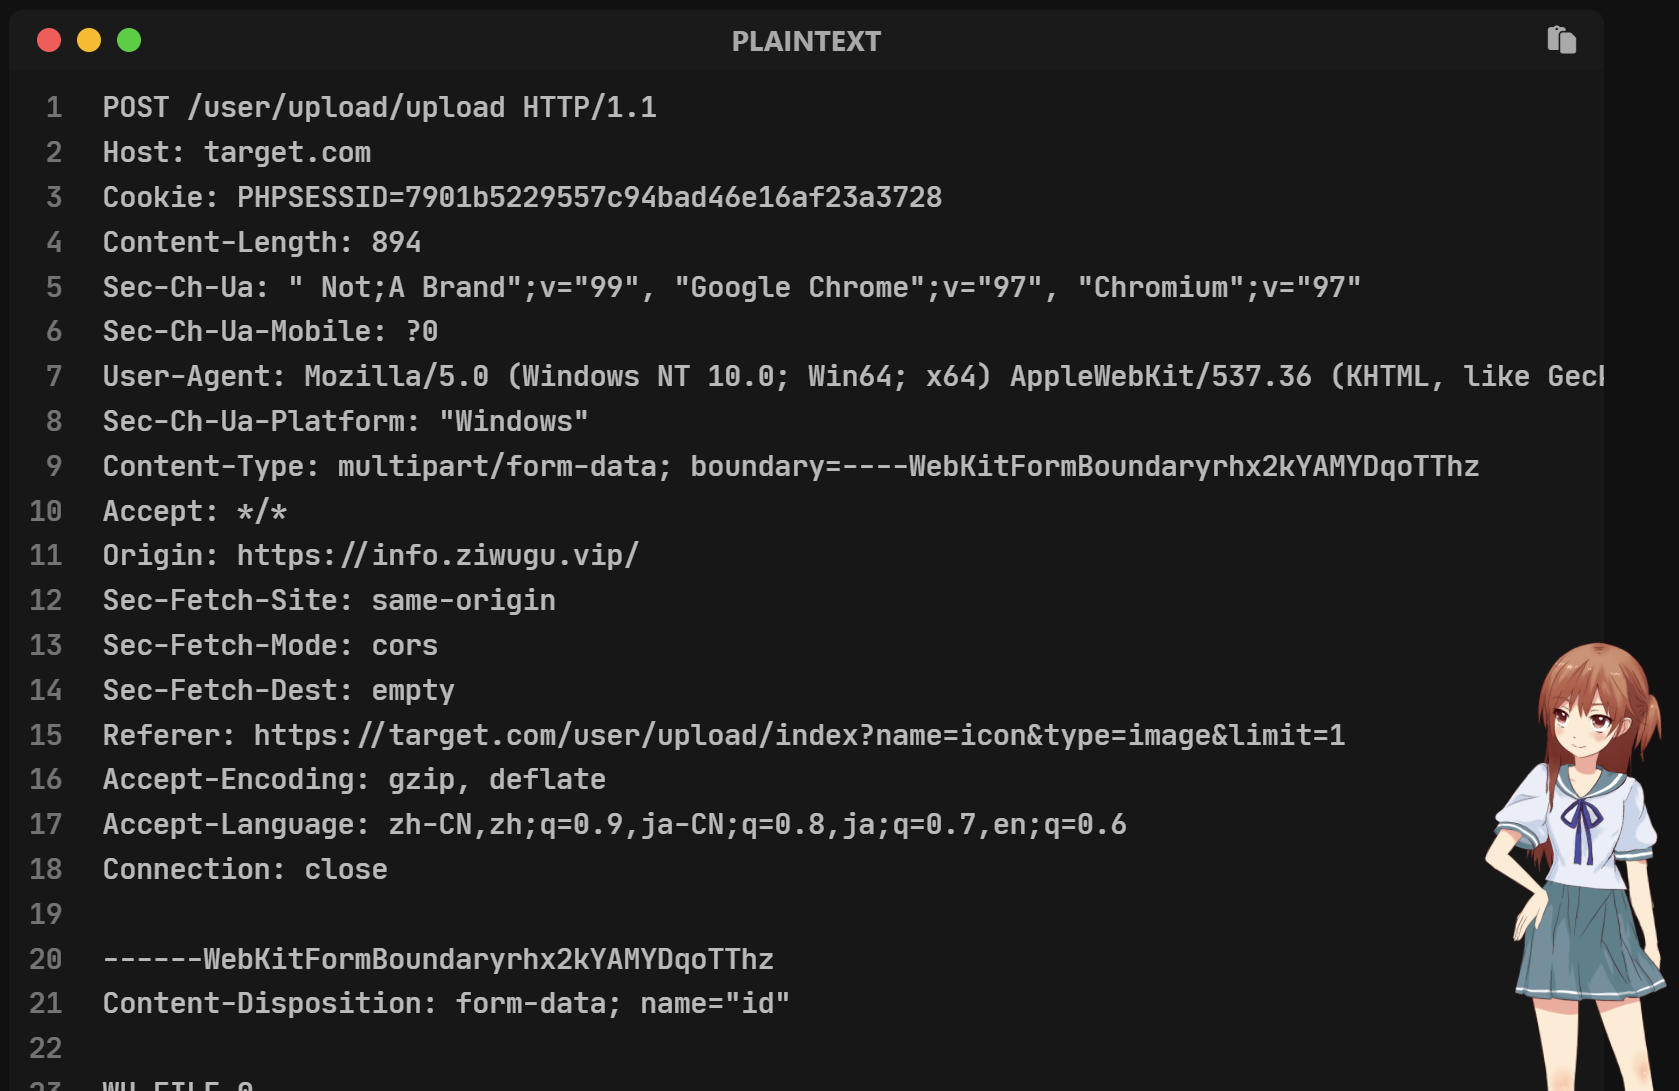 PLAINTEXT
1 POST /user/upload/upload HTTP/1.1
2 Host: target.com
3 Cookie: PHPSESSID=7901b5229557c94bad46e16af23a3728
4 Content-Length: 894
5 Sec-Ch-Ua: " Not;A Brand";v="99", "Google Chrome";v="97", "Chromium";v="97"
6 Sec-Ch-Ua-Mobile: ?0
7 User-Agent: Mozilla/5.0 (Windows NT 10.0; Win64; x64) AppleWebKit/537.36 (KHTML, like Geck
8 Sec-Ch-Ua-Platform: "Windows"
9 Content-Type: multipart/form-data; boundary=----WebKitFormBoundaryrhx2kYAMYDqoTThz
10 Accept: */*
11 Origin: https://info.ziwugu.vip/
12 Sec-Fetch-Site: same-origin
13 Sec-Fetch-Mode: cors
14 Sec-Fetch-Dest: empty
15 Referer: https://target.com/user/upload/index?name=icon&type=image&limit=1
16 Accept-Encoding: gzip, deflate
17 Accept-Language: zh-CN,zh;q=0.9,ja-CN;q=0.8,ja;q=0.7,en;q=0.6
18 Connection: close
19
20 ------WebKitFormBoundaryrhx2kYAMYDqoTThz
21 Content-Disposition: form-data; name="id"
22
23 WU_FILE_0